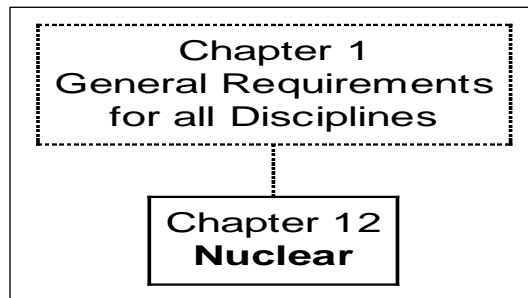 Chapter 1
General Requirements
for all Disciplines
Chapter 12
Nuclear